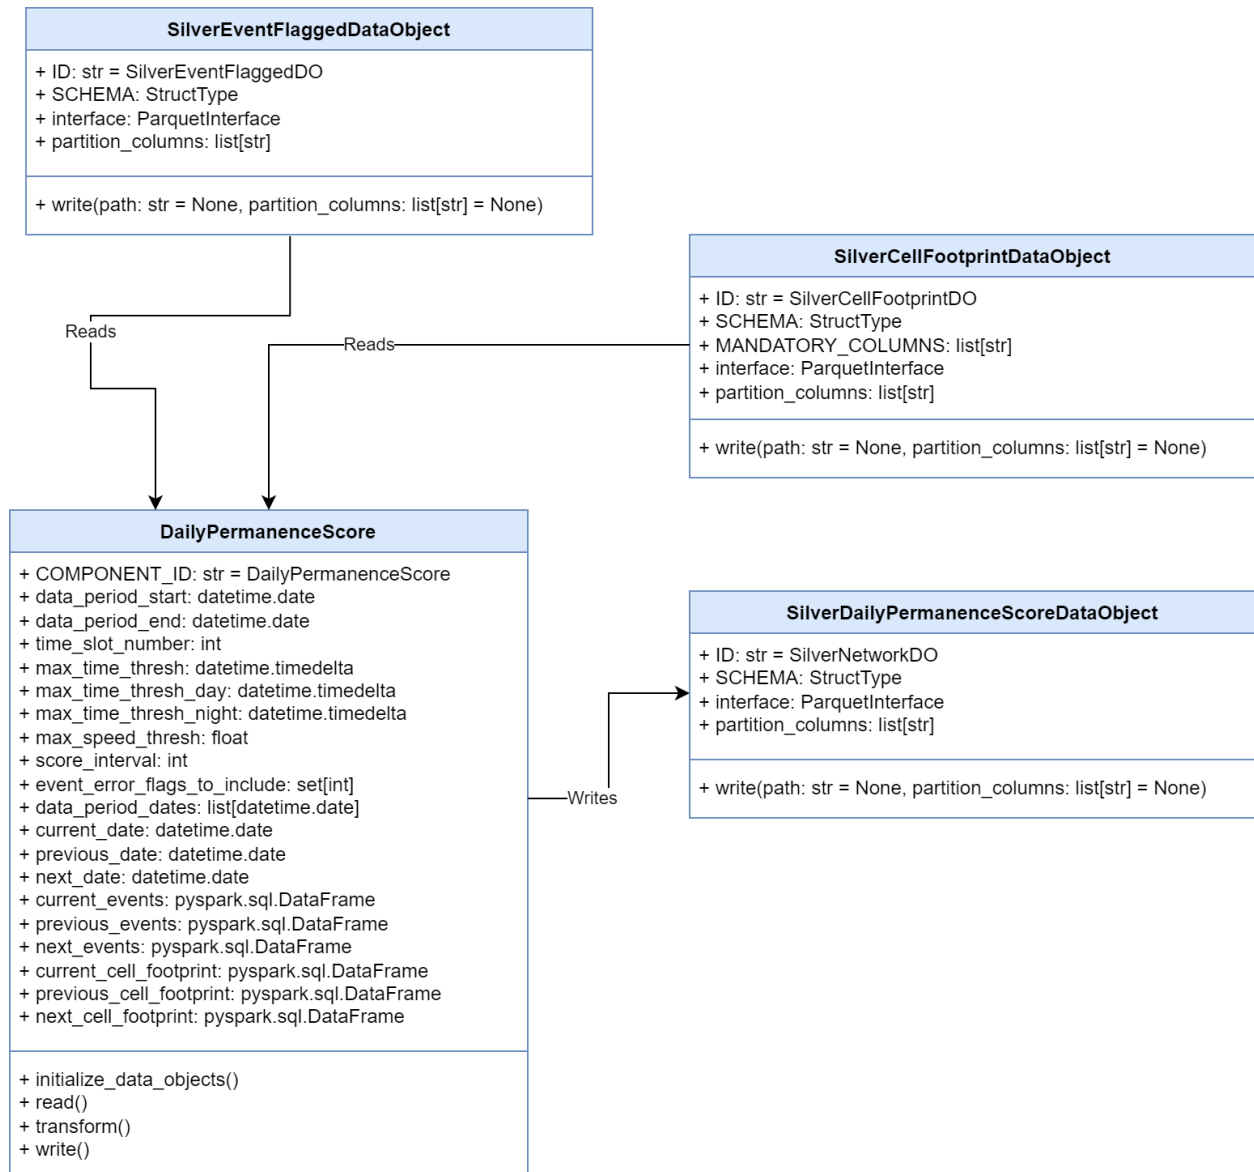 SilverEventFlaggedDataObject
+ ID: str = SilverEventFlaggedDO
+ SCHEMA: StructType
+ interface: ParquetInterface
+ partition_columns: list[str]
+ write(path: str = None, partition_columns: list[str] = None)
SilverCellFootprintDataObject
+ ID: str = SilverCellFootprintDO
+ SCHEMA: StructType
+ MANDATORY_COLUMNS: list[str]
+ interface: ParquetInterface
+ partition_columns: list[str]
+ write(path: str = None, partition_columns: list[str] = None)
Reads
Reads
DailyPermanenceScore
+ COMPONENT_ID: str = DailyPermanenceScore
+ data_period_start: datetime.date
+ data_period_end: datetime.date
+ time_slot_number: int
+ max_time_thresh: datetime.timedelta
+ max_time_thresh_day: datetime.timedelta
+ max_time_thresh_night: datetime.timedelta
+ max_speed_thresh: float
+ score_interval: int
+ event_error_flags_to_include: set[int]
+ data_period_dates: list[datetime.date]
+ current_date: datetime.date
+ previous_date: datetime.date
+ next_date: datetime.date
+ current_events: pyspark.sql.DataFrame
+ previous_events: pyspark.sql.DataFrame
+ next_events: pyspark.sql.DataFrame
+ current_cell_footprint: pyspark.sql.DataFrame
+ previous_cell_footprint: pyspark.sql.DataFrame
+ next_cell_footprint: pyspark.sql.DataFrame
+ initialize_data_objects()
+ read()
+ transform()
+ write()
Writes
SilverDailyPermanenceScoreDataObject
+ ID: str = SilverNetworkDO
+ SCHEMA: StructType
+ interface: ParquetInterface
+ partition_columns: list[str]
+ write(path: str = None, partition_columns: list[str] = None)